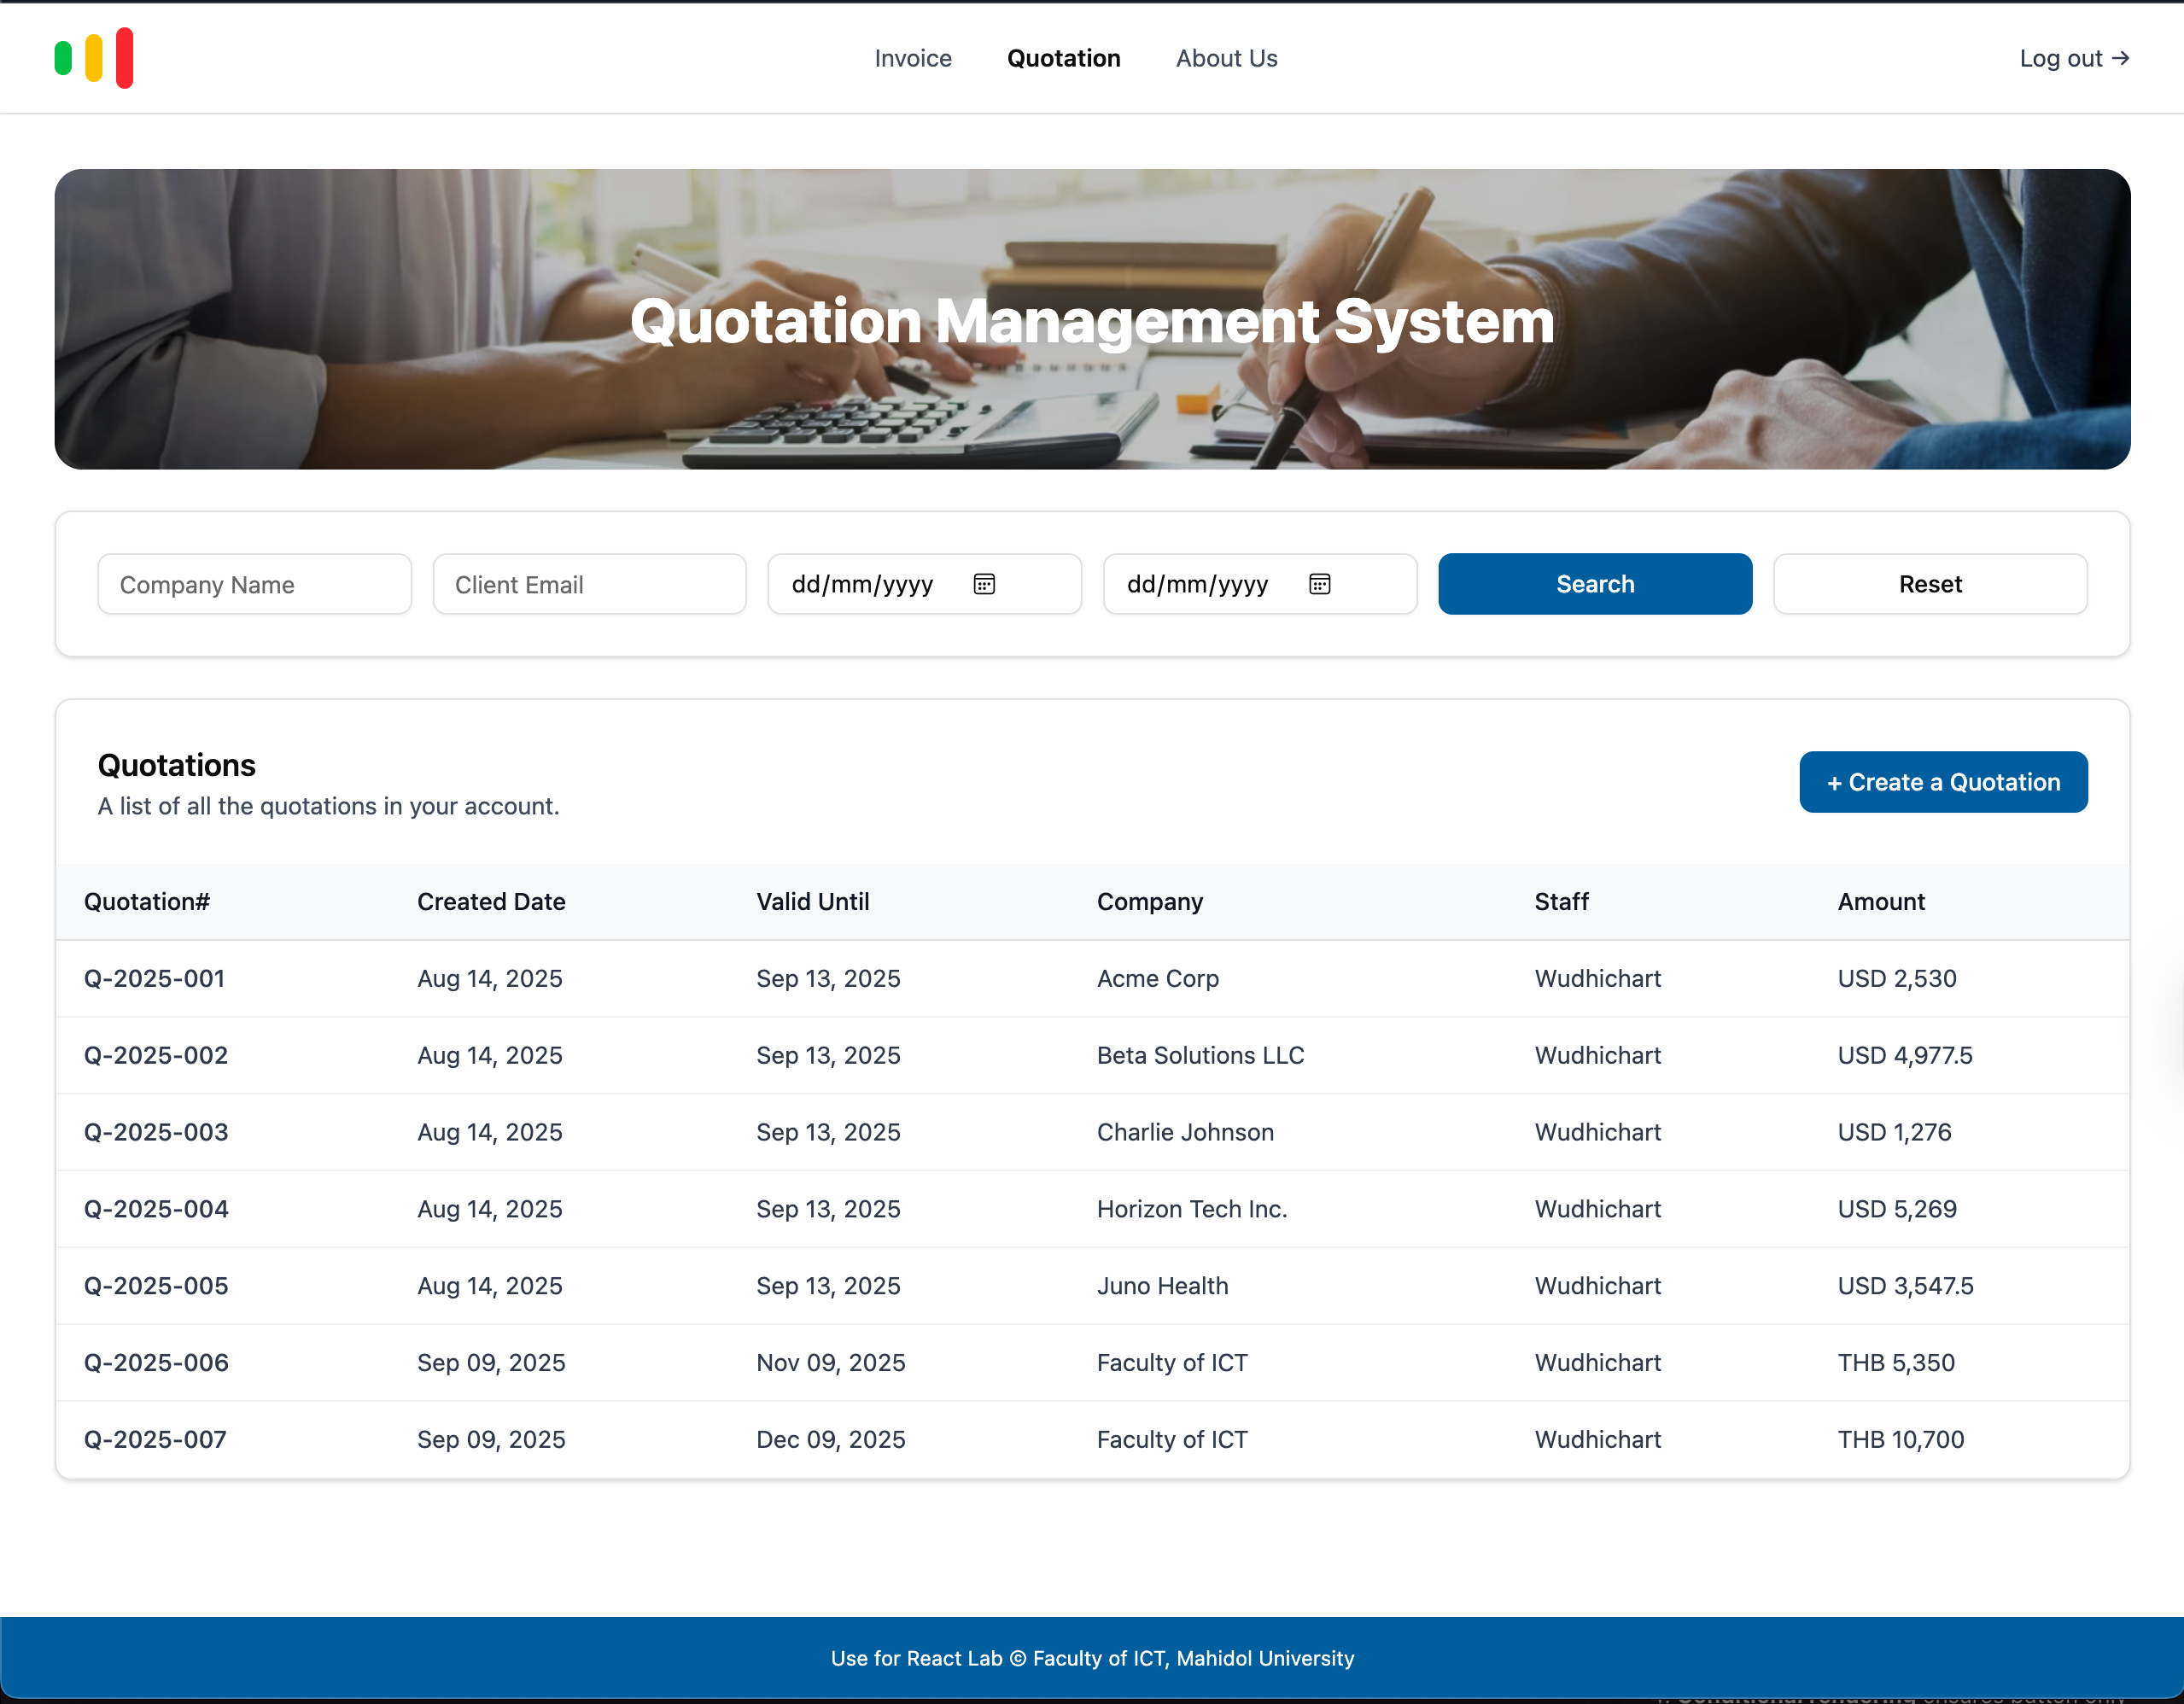 Invoice Quotation About Us Log out →
Quotation Management System
Company Name Client Email dd/mm/yyyy dd/mm/yyyy Search Reset
Quotations
A list of all the quotations in your account.
+ Create a Quotation
Quotation# Created Date Valid Until Company Staff Amount
Q-2025-001 Aug 14, 2025 Sep 13, 2025 Acme Corp Wudhichart USD 2,530
Q-2025-002 Aug 14, 2025 Sep 13, 2025 Beta Solutions LLC Wudhichart USD 4,977.5
Q-2025-003 Aug 14, 2025 Sep 13, 2025 Charlie Johnson Wudhichart USD 1,276
Q-2025-004 Aug 14, 2025 Sep 13, 2025 Horizon Tech Inc. Wudhichart USD 5,269
Q-2025-005 Aug 14, 2025 Sep 13, 2025 Juno Health Wudhichart USD 3,547.5
Q-2025-006 Sep 09, 2025 Nov 09, 2025 Faculty of ICT Wudhichart THB 5,350
Q-2025-007 Sep 09, 2025 Dec 09, 2025 Faculty of ICT Wudhichart THB 10,700
Use for React Lab © Faculty of ICT, Mahidol University